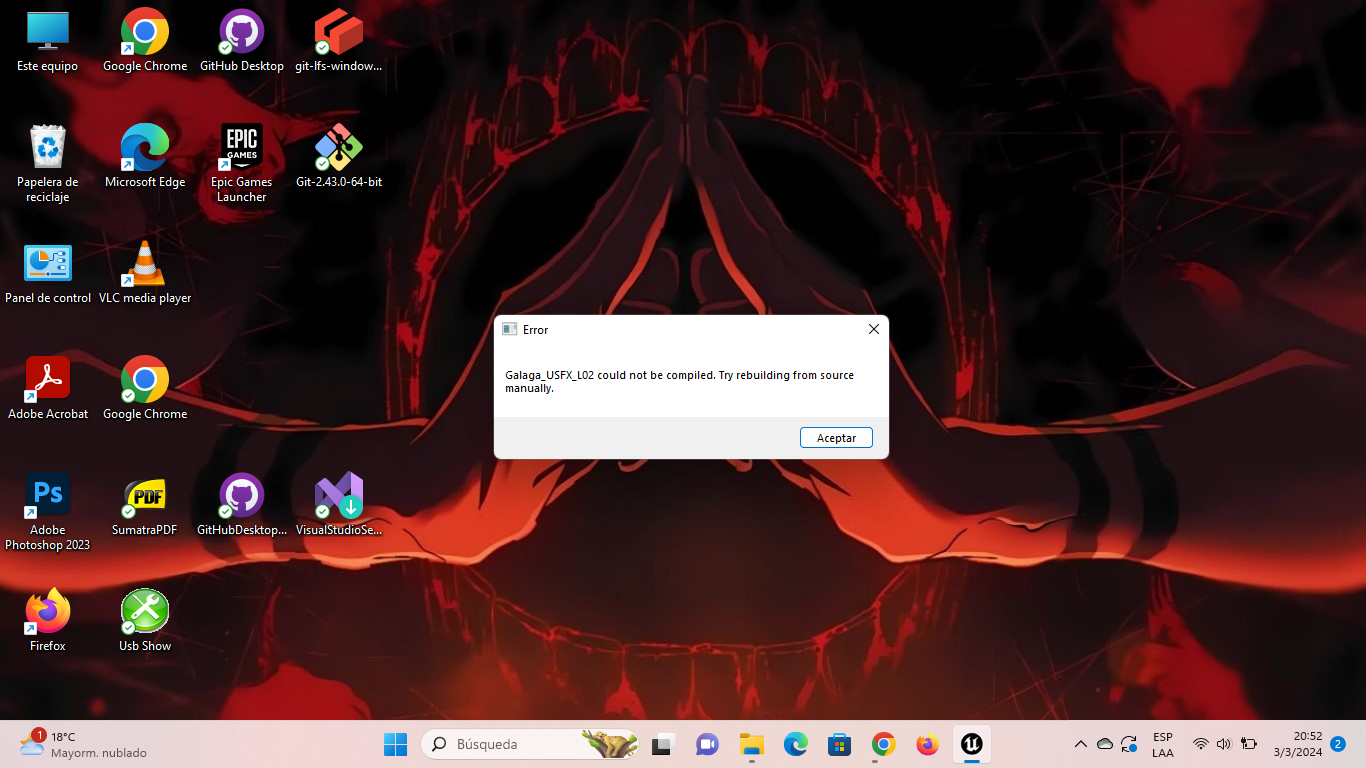 Este equipo
Google Chrome
GitHub Desktop
git-lfs-window...
Papelera de
reciclaje
Microsoft Edge
EPIC
GAMES
Epic Games
Launcher
Git-2.43.0-64-bit
Panel de control
VLC media player
Error
Galaga_USFX_L02 could not be compiled. Try rebuilding from source
manually.
Aceptar
Adobe Acrobat
Google Chrome
Ps
Adobe
Photoshop 2023
PDF
SumatraPDF
GitHubDesktop...
VisualStudioSe...
Firefox
Usb Show
1
18°C
Mayorm. nublado
Búsqueda
ESP
LAA
20:52
3/3/2024
2